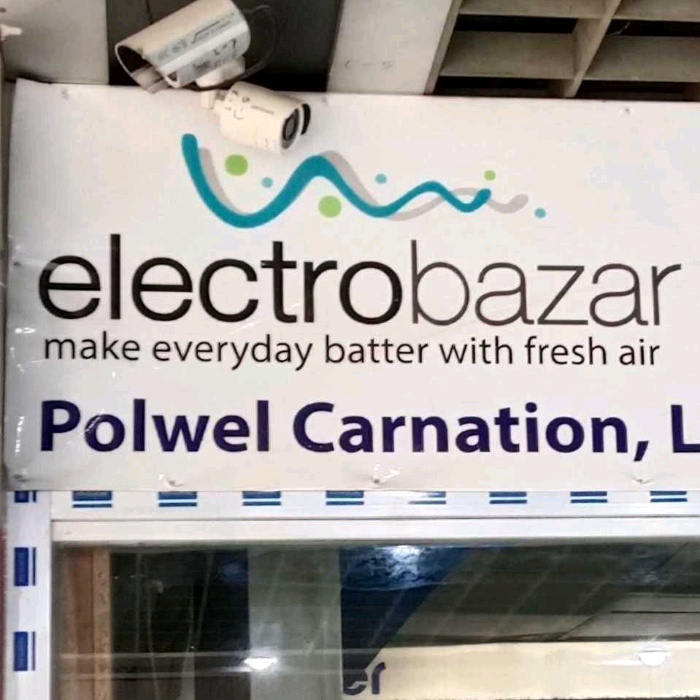 electrobazar
make everyday batter with fresh air
Polwel Carnation, L